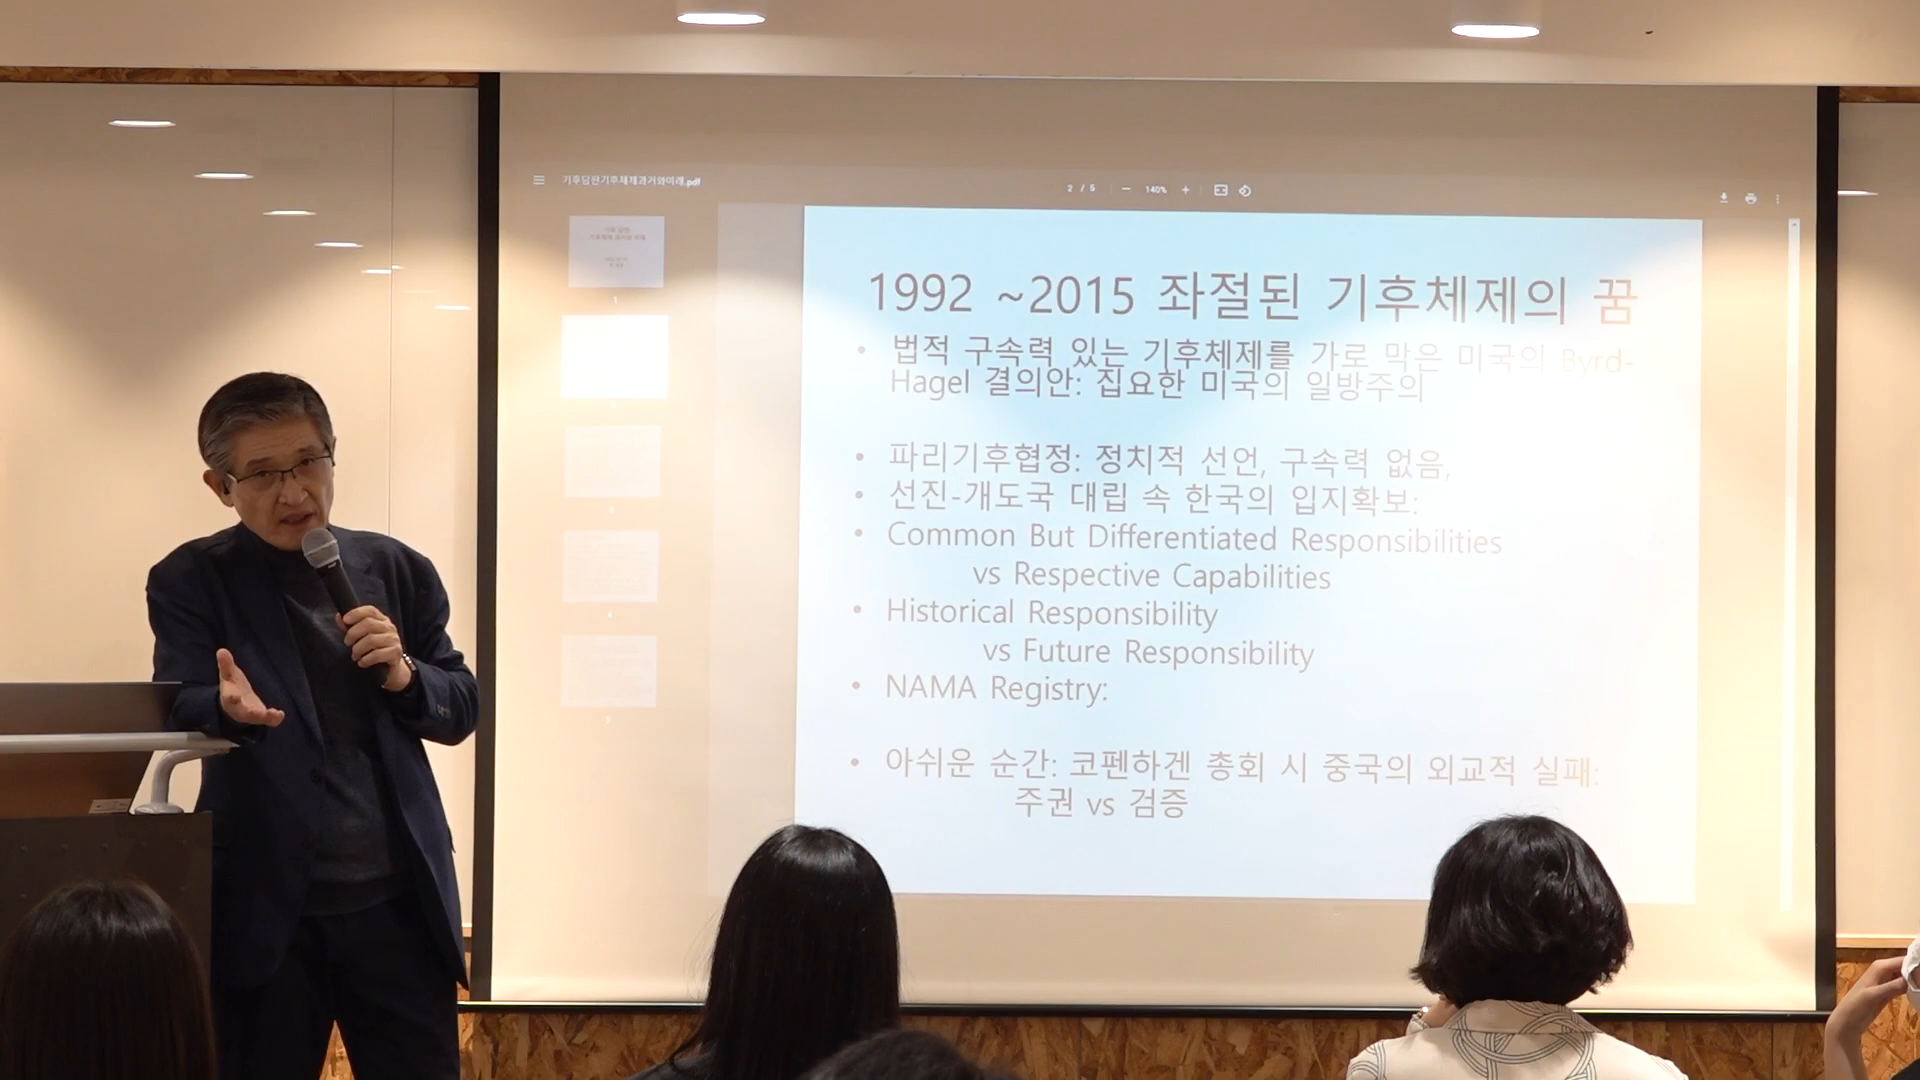 기후담판기후체제과거와미래.pdf
2 / 5
140%
1992 ~2015 좌절된 기후체제의 꿈
• 법적 구속력 있는 기후체제를 가로 막은 미국의 Byrd-
Hagel 결의안: 집요한 미국의 일방주의
• 파리기후협정: 정치적 선언, 구속력 없음,
• 선진-개도국 대립 속 한국의 입지확보:
• Common But Differentiated Responsibilities
vs Respective Capabilities
• Historical Responsibility
vs Future Responsibility
• NAMA Registry:
• 아쉬운 순간: 코펜하겐 총회 시 중국의 외교적 실패:
주권 vs 검증